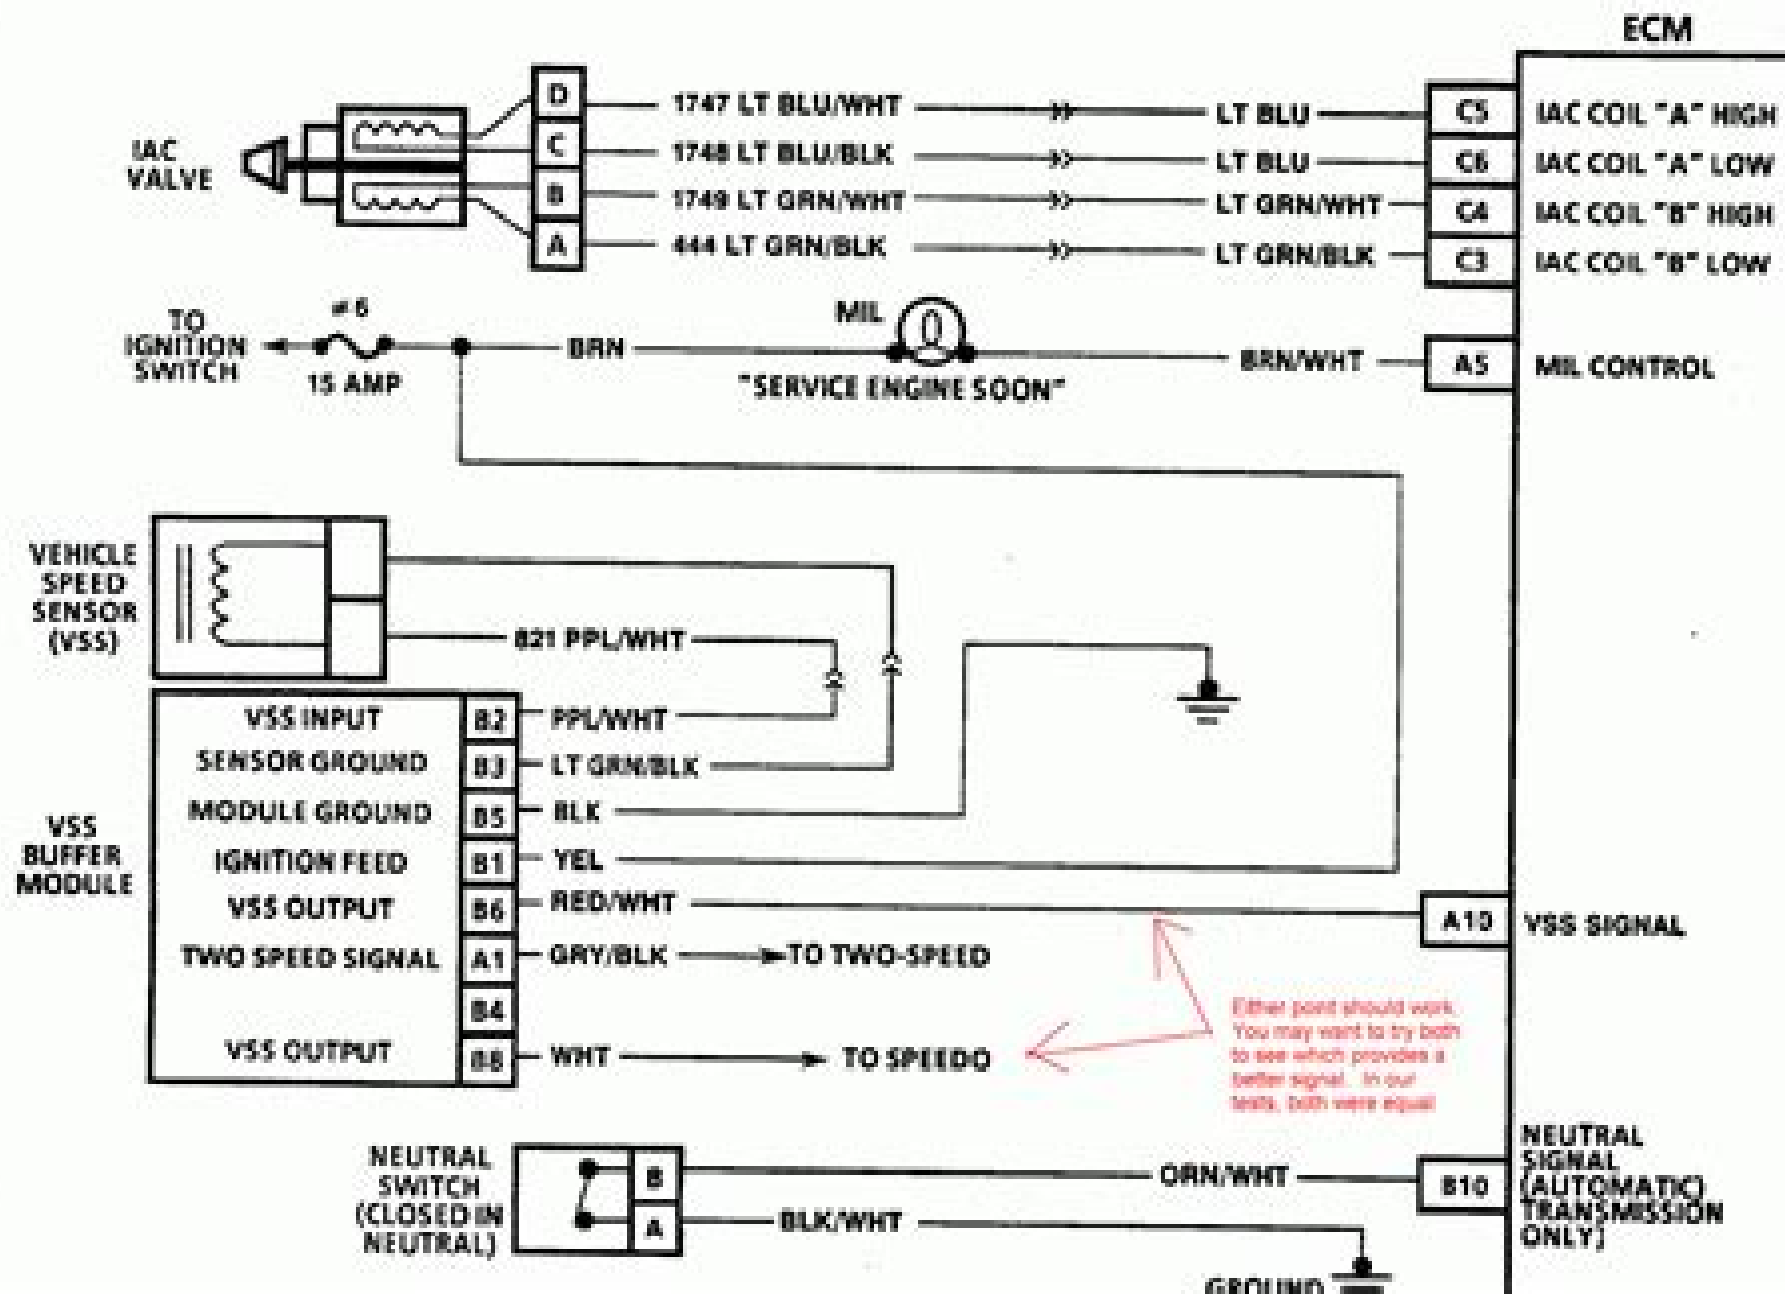 ECM
IAC
VALVE
D
1747 LT BLU/WHT
LT BLU
C5
IAC COIL "A" HIGH
C
1748 LT BLU/BLK
LT BLU
C6
IAC COIL "A" LOW
B
1749 LT GRN/WHT
LT GRN/WHT
C4
IAC COIL "B" HIGH
A
444 LT GRN/BLK
LT GRN/BLK
C3
IAC COIL "B" LOW
TO
IGNITION
SWITCH
#6
15 AMP
BRN
MIL
"SERVICE ENGINE SOON"
BRN/WHT
A5
MIL CONTROL
VEHICLE
SPEED
SENSOR
(VSS)
821 PPL/WHT
VSS
BUFFER
MODULE
VSS INPUT
B2
PPL/WHT
SENSOR GROUND
B3
LT GRN/BLK
MODULE GROUND
B5
BLK
IGNITION FEED
B1
YEL
VSS OUTPUT
B6
RED/WHT
A10
VSS SIGNAL
TWO SPEED SIGNAL
A1
GRY/BLK
TO TWO-SPEED
B4
VSS OUTPUT
B8
WHT
TO SPEEDO
Either point should work.
You may want to try both
to see which provides a
better signal. In our
tests, both were equal
NEUTRAL
SWITCH
(CLOSED IN
NEUTRAL)
B
ORN/WHT
B10
NEUTRAL
SIGNAL
(AUTOMATIC)
TRANSMISSION
ONLY)
A
BLK/WHT
GROUND